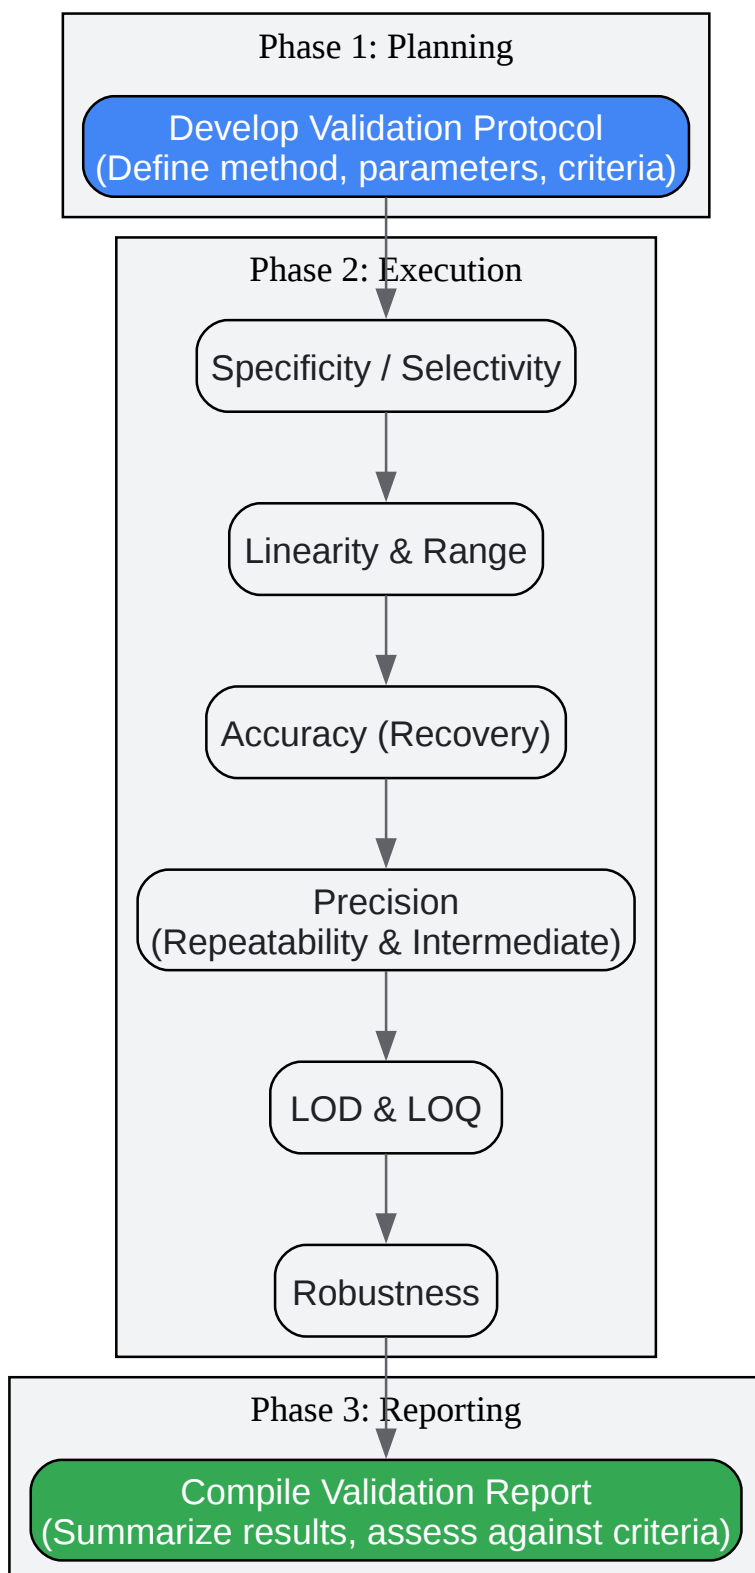 Phase 1: Planning
Develop Validation Protocol
(Define method, parameters, criteria)
Phase 2: Execution
Specificity / Selectivity
Linearity & Range
Accuracy (Recovery)
Precision
(Repeatability & Intermediate)
LOD & LOQ
Robustness
Phase 3: Reporting
Compile Validation Report
(Summarize results, assess against criteria)